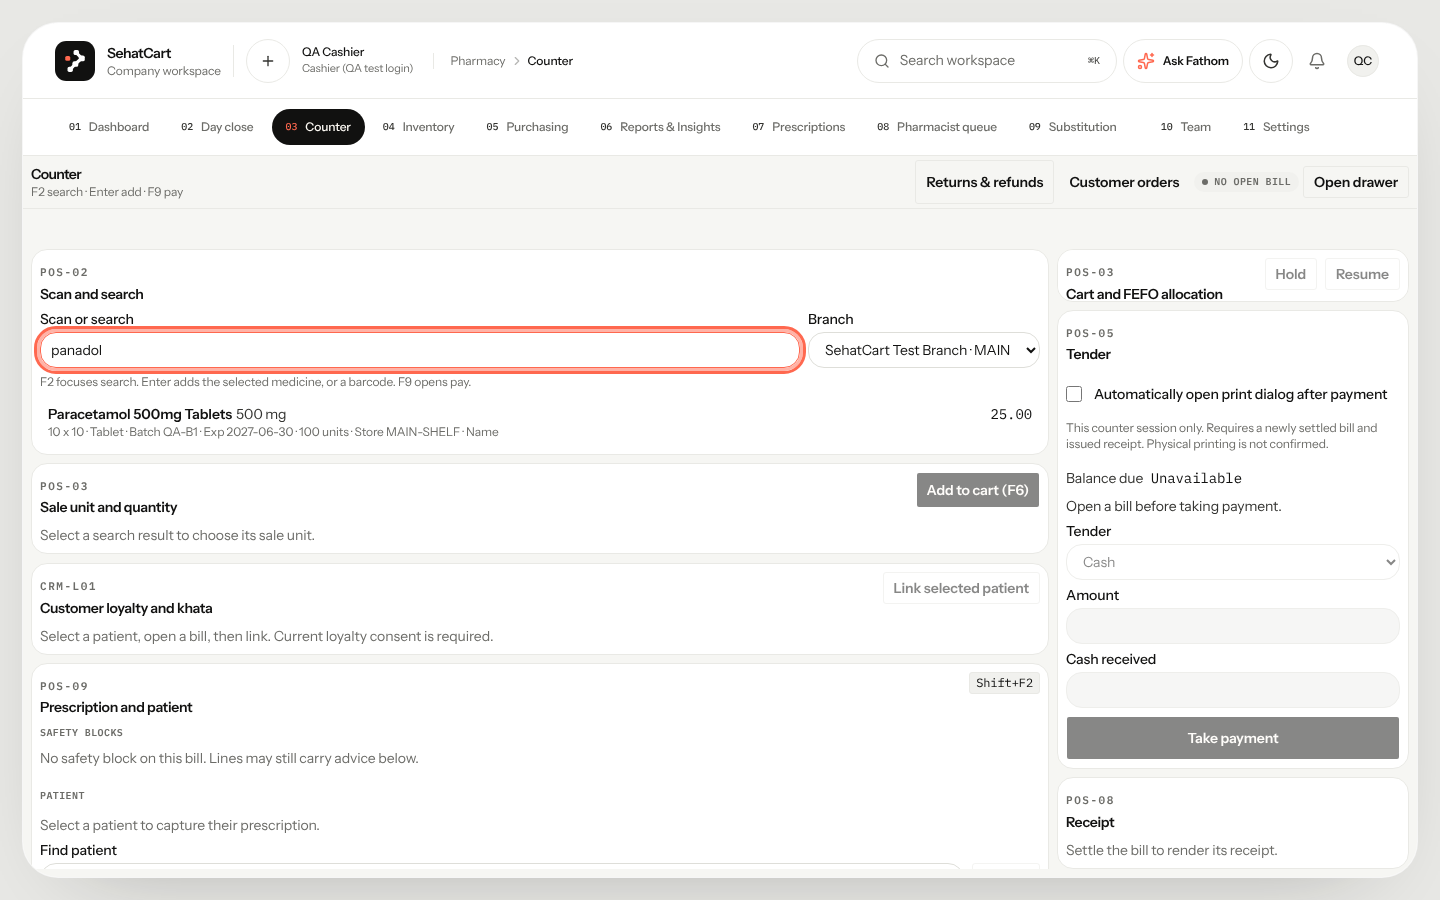 SehatCart
Company workspace
QA Cashier
Cashier (QA test login)
Pharmacy > Counter
Search workspace ⌘K
Ask Fathom
QC
01 Dashboard
02 Day close
03 Counter
04 Inventory
05 Purchasing
06 Reports & Insights
07 Prescriptions
08 Pharmacist queue
09 Substitution
10 Team
11 Settings
Counter
F2 search · Enter add · F9 pay
Returns & refunds
Customer orders
NO OPEN BILL
Open drawer
POS-02
Scan and search
Scan or search
panadol
Branch
SehatCart Test Branch · MAIN
F2 focuses search. Enter adds the selected medicine, or a barcode. F9 opens pay.
Paracetamol 500mg Tablets 500 mg 25.00
10 x 10 · Tablet · Batch QA-B1 · Exp 2027-06-30 · 100 units · Store MAIN-SHELF · Name
POS-03
Sale unit and quantity
Add to cart (F6)
Select a search result to choose its sale unit.
CRM-L01
Customer loyalty and khata
Link selected patient
Select a patient, open a bill, then link. Current loyalty consent is required.
POS-09
Shift+F2
Prescription and patient
SAFETY BLOCKS
No safety block on this bill. Lines may still carry advice below.
PATIENT
Select a patient to capture their prescription.
Find patient
POS-03
Cart and FEFO allocation
Hold
Resume
POS-05
Tender
Automatically open print dialog after payment
This counter session only. Requires a newly settled bill and
issued receipt. Physical printing is not confirmed.
Balance due Unavailable
Open a bill before taking payment.
Tender
Cash
Amount
Cash received
Take payment
POS-08
Receipt
Settle the bill to render its receipt.